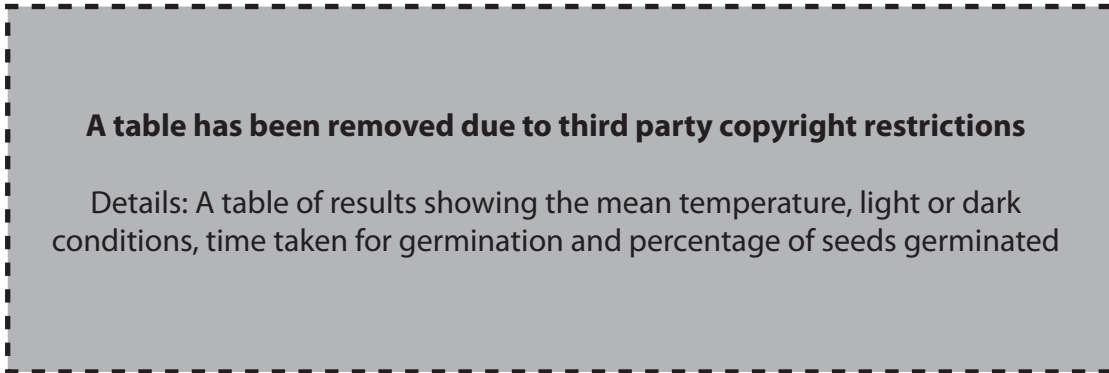 A table has been removed due to third party copyright restrictions
Details: A table of results showing the mean temperature, light or dark
conditions, time taken for germination and percentage of seeds germinated